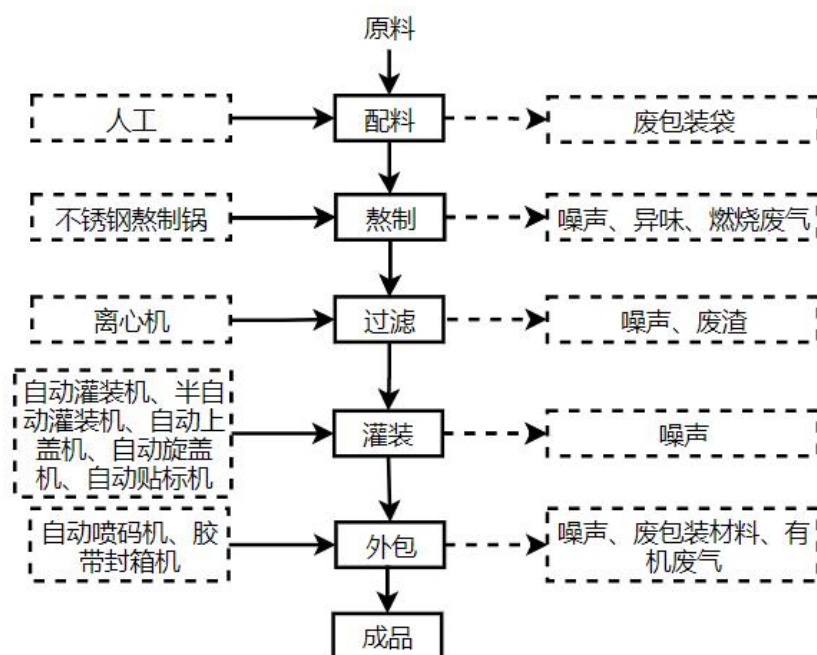 原料
人工
配料
废包装袋
不锈钢熬制锅
熬制
噪声、异味、燃烧废气
离心机
过滤
噪声、废渣
自动灌装机、半自
动灌装机、自动上
盖机、自动旋盖
机、自动贴标机
灌装
噪声
自动喷码机、胶
带封箱机
外包
噪声、废包装材料、有
机废气
成品